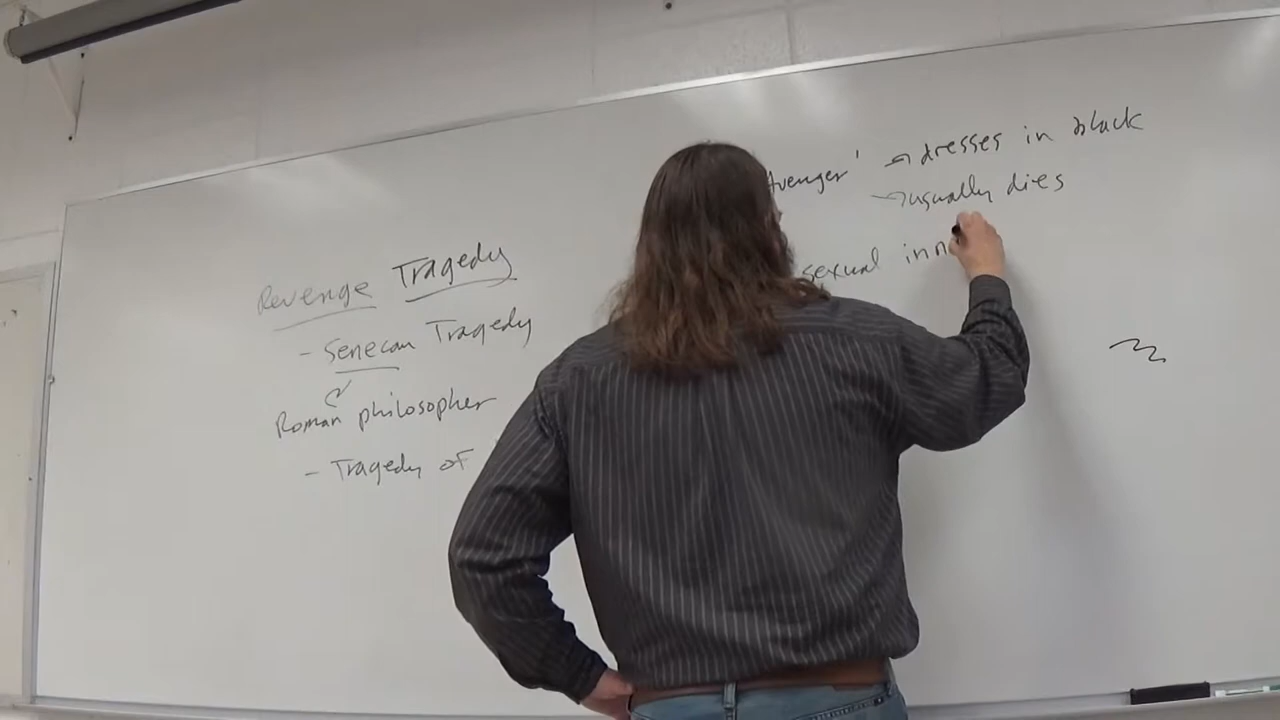 Revenge Tragedy
- Senecan Tragedy
Roman philosopher
- Tragedy of
Avenger' → dresses in black
→ usually dies
sexual inn